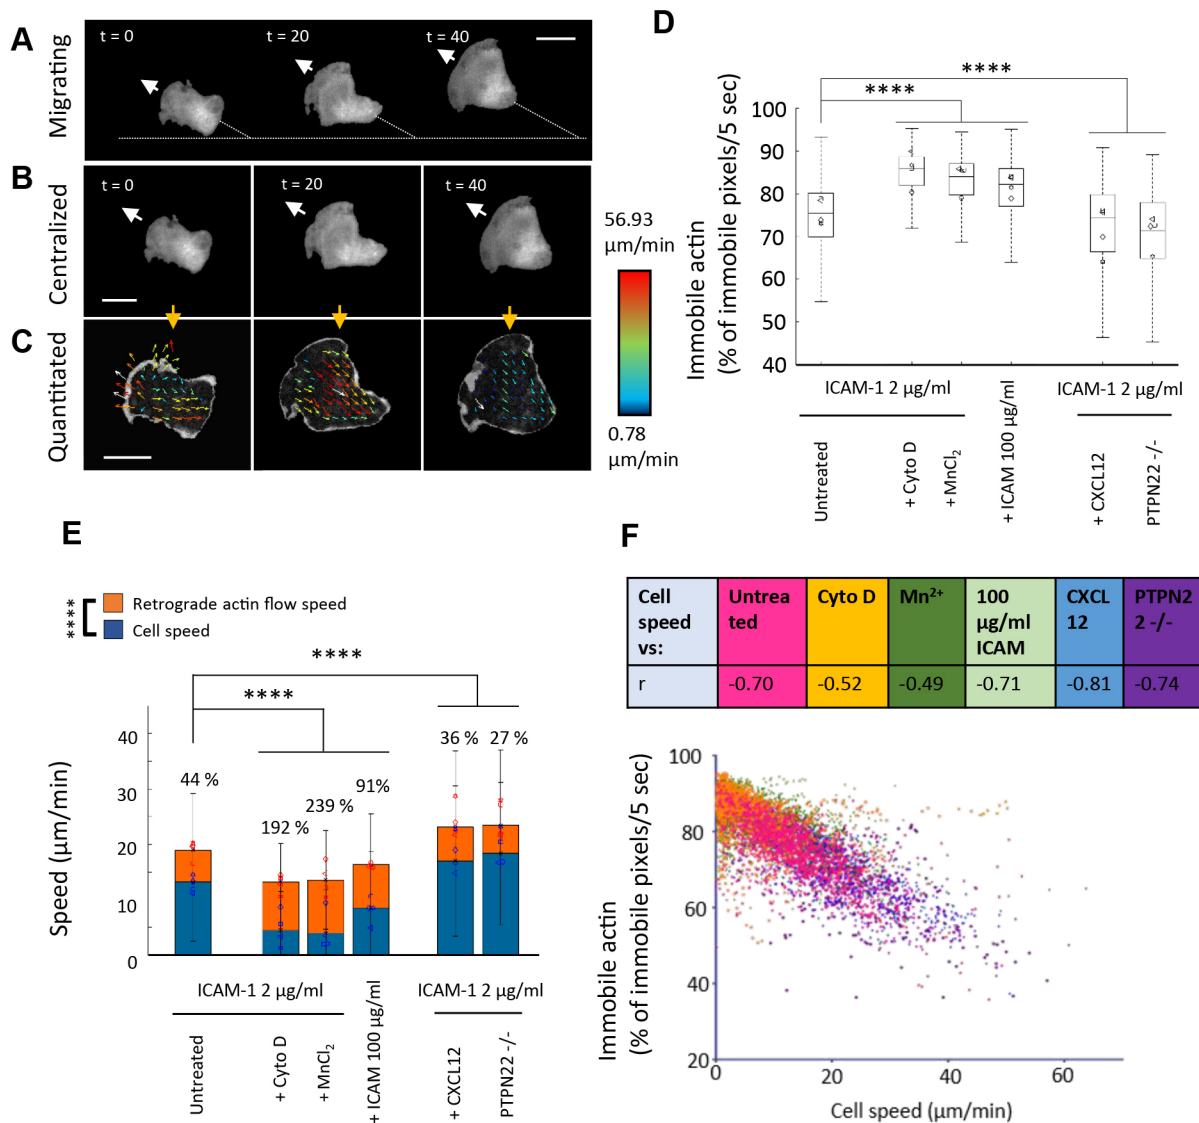 A
Migrating
t = 0
t = 20
t = 40
B
Centralized
t = 0
t = 20
t = 40
C
Quantitated
56.93
µm/min
0.78
µm/min
D
Immobile actin
(% of immobile pixels/5 sec)
100
90
80
70
60
50
40
****
****
ICAM-1 2 µg/ml
ICAM-1 2 µg/ml
Untreated
+ Cyto D
+ MnCl2
+ ICAM 100 µg/ml
+ CXCL12
PTPN22 -/-
E
****
Retrograde actin flow speed
Cell speed
****
****
Speed (µm/min)
40
30
20
10
0
44 %
192 %
239 %
91%
36 %
27 %
ICAM-1 2 µg/ml
ICAM-1 2 µg/ml
Untreated
+ Cyto D
+ MnCl2
+ ICAM 100 µg/ml
+ CXCL12
PTPN22 -/-
F
Cell speed vs: Untrea ted Cyto D Mn2+ 100 µg/ml ICAM CXCL 12 PTPN2 2 -/-
r -0.70 -0.52 -0.49 -0.71 -0.81 -0.74
Immobile actin
(% of immobile pixels/5 sec)
100
80
60
40
20
0 20 40 60
Cell speed (µm/min)